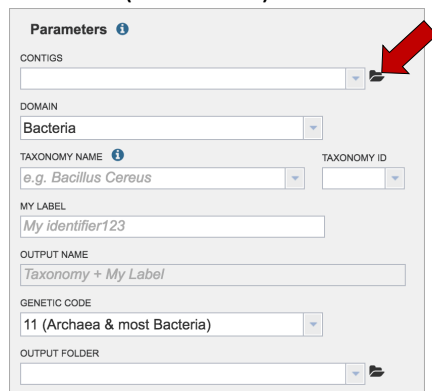 Parameters
CONTIGS
DOMAIN
Bacteria
TAXONOMY NAME TAXONOMY ID
e.g. Bacillus Cereus
MY LABEL
My identifier123
OUTPUT NAME
Taxonomy + My Label
GENETIC CODE
11 (Archaea & most Bacteria)
OUTPUT FOLDER